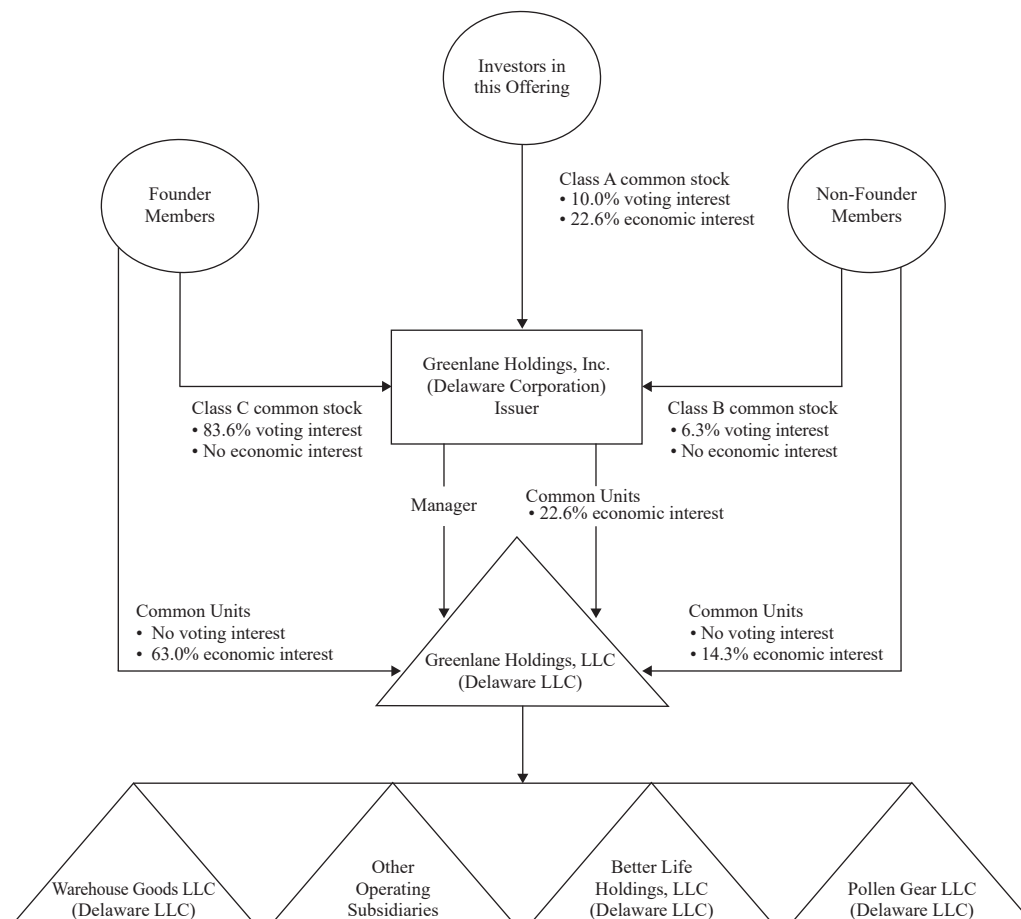 Investors in
this Offering
Founder
Members
Class A common stock
• 10.0% voting interest
• 22.6% economic interest
Non-Founder
Members
Greenlane Holdings, Inc.
(Delaware Corporation)
Issuer
Class C common stock
• 83.6% voting interest
• No economic interest
Class B common stock
• 6.3% voting interest
• No economic interest
Manager
Common Units
• 22.6% economic interest
Common Units
• No voting interest
• 63.0% economic interest
Common Units
• No voting interest
• 14.3% economic interest
Greenlane Holdings, LLC
(Delaware LLC)
Warehouse Goods LLC
(Delaware LLC)
Other
Operating
Subsidiaries
Better Life
Holdings, LLC
(Delaware LLC)
Pollen Gear LLC
(Delaware LLC)